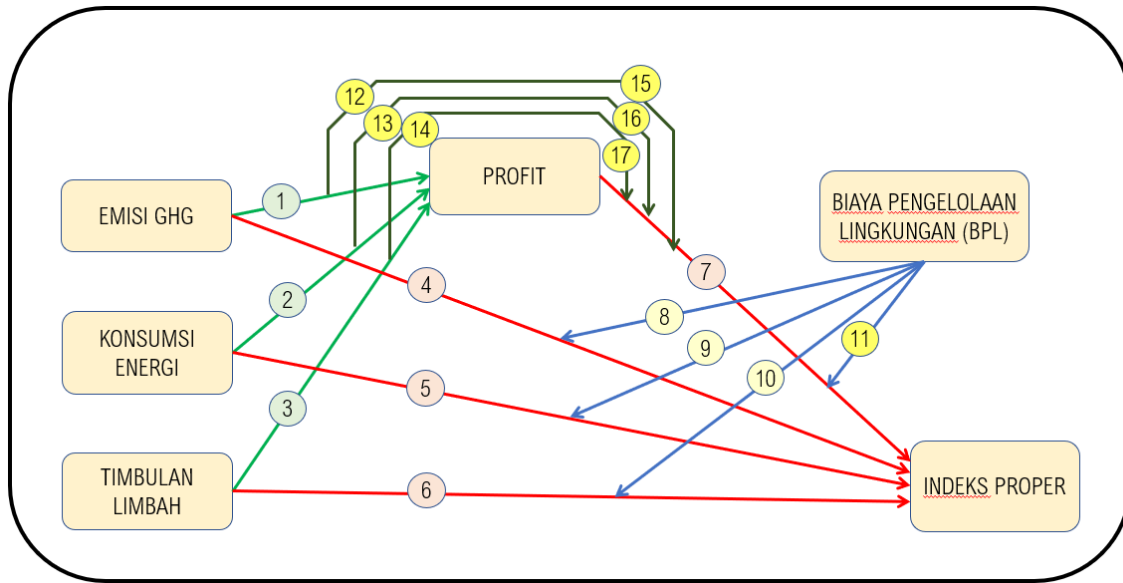 12
15
13
16
14
17
PROFIT
EMISI GHG
1
BIAYA PENGELOLAAN
LINGKUNGAN (BPL)
4
7
2
8
KONSUMSI
ENERGI
9
11
5
10
3
TIMBULAN
LIMBAH
6
INDEKS PROPER